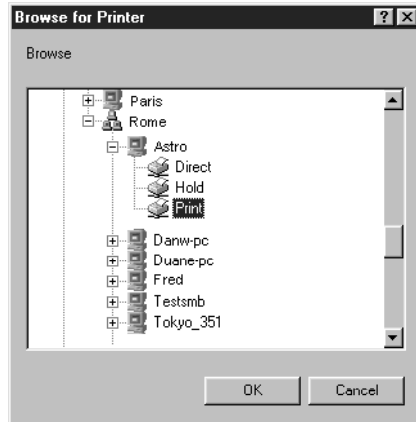 Browse for Printer
Browse
Paris
Rome
Astro
Direct
Hold
Print
Danw-pc
Duane-pc
Fred
Testsmb
Tokyo_351
OK Cancel